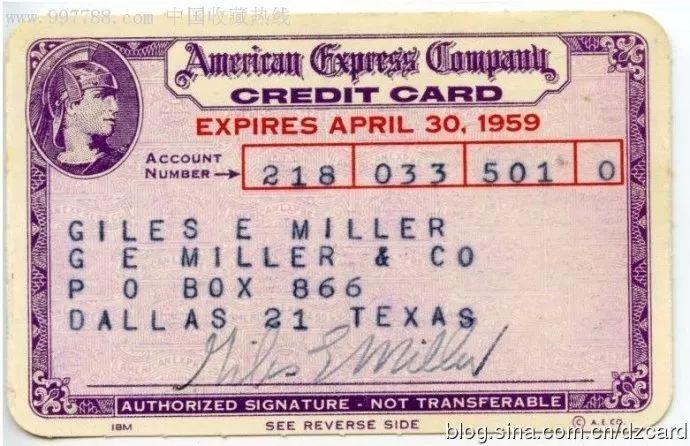 www.997788.com 中国收藏热线
American Express Company
CREDIT CARD
EXPIRES APRIL 30, 1959
ACCOUNT
NUMBER → 218 033 501 0
GILES E MILLER
G E MILLER & CO
P O BOX 866
DALLAS 21 TEXAS
Giles E Miller
AUTHORIZED SIGNATURE - NOT TRANSFERABLE
IBM SEE REVERSE SIDE © A.E.CO.
blog.sina.com.cn/dzcard